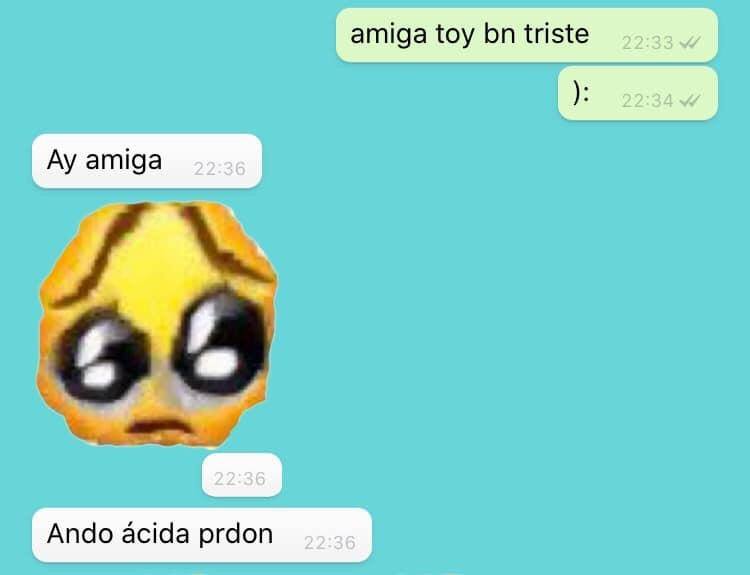 amiga toy bn triste 22:33
): 22:34
Ay amiga 22:36
22:36
Ando ácida prdon 22:36